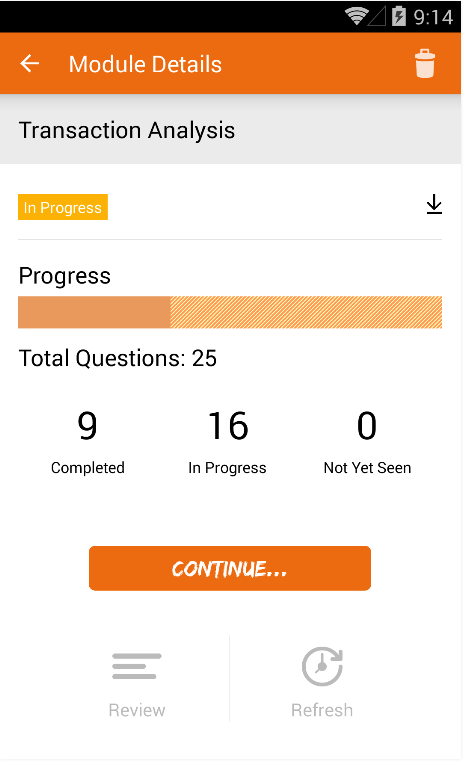 9:14
Module Details
Transaction Analysis
In Progress
Progress
Total Questions: 25
9 16 0
Completed In Progress Not Yet Seen
CONTINUE...
Review Refresh